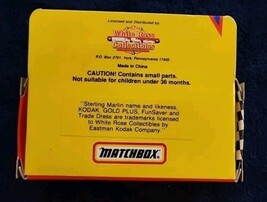 Licensed and Distributed by:
White Rose
Collectibles
P.O. Box 2701, York, Pennsylvania 17405
Made in China
CAUTION! Contains small parts.
Not suitable for children under 36 months.
"Sterling Marlin name and likeness,
KODAK, GOLD PLUS, FunSaver and
Trade Dress are trademarks licensed
to White Rose Collectibles by
Eastman Kodak Company."
MATCHBOX